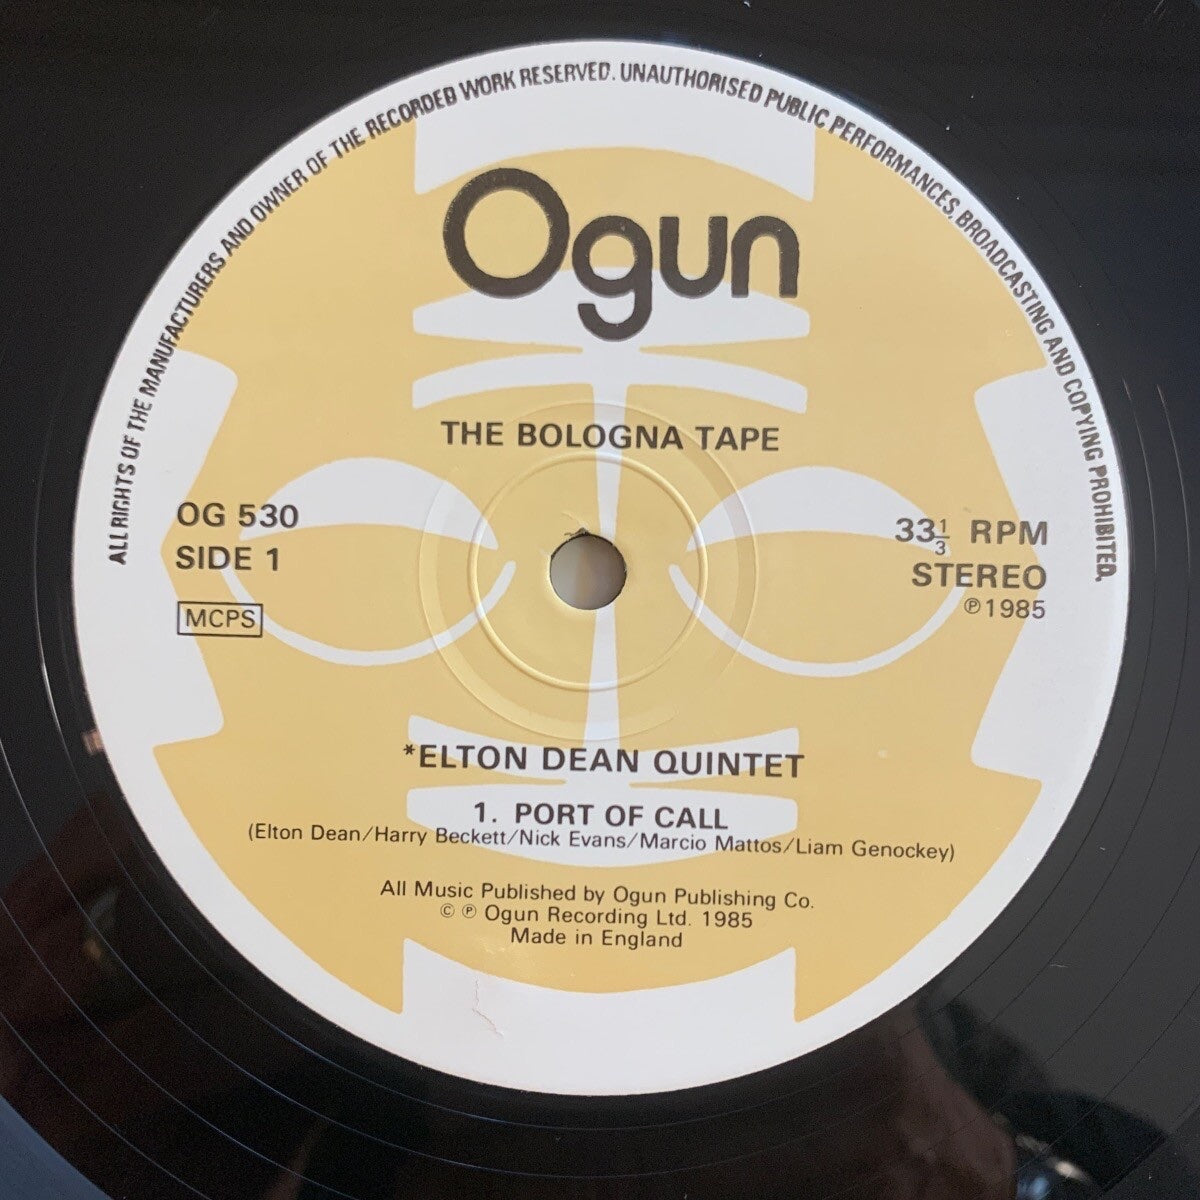 ALL RIGHTS OF THE MANUFACTURERS AND OWNER OF THE RECORDED WORK RESERVED. UNAUTHORISED PUBLIC PERFORMANCES, BROADCASTING AND COPYING PROHIBITED.
Ogun
THE BOLOGNA TAPE
OG 530
SIDE 1
MCPS
33 1/3 RPM
STEREO
℗1985
*ELTON DEAN QUINTET
1. PORT OF CALL
(Elton Dean/Harry Beckett/Nick Evans/Marcio Mattos/Liam Genockey)
All Music Published by Ogun Publishing Co.
© ℗ Ogun Recording Ltd. 1985
Made in England